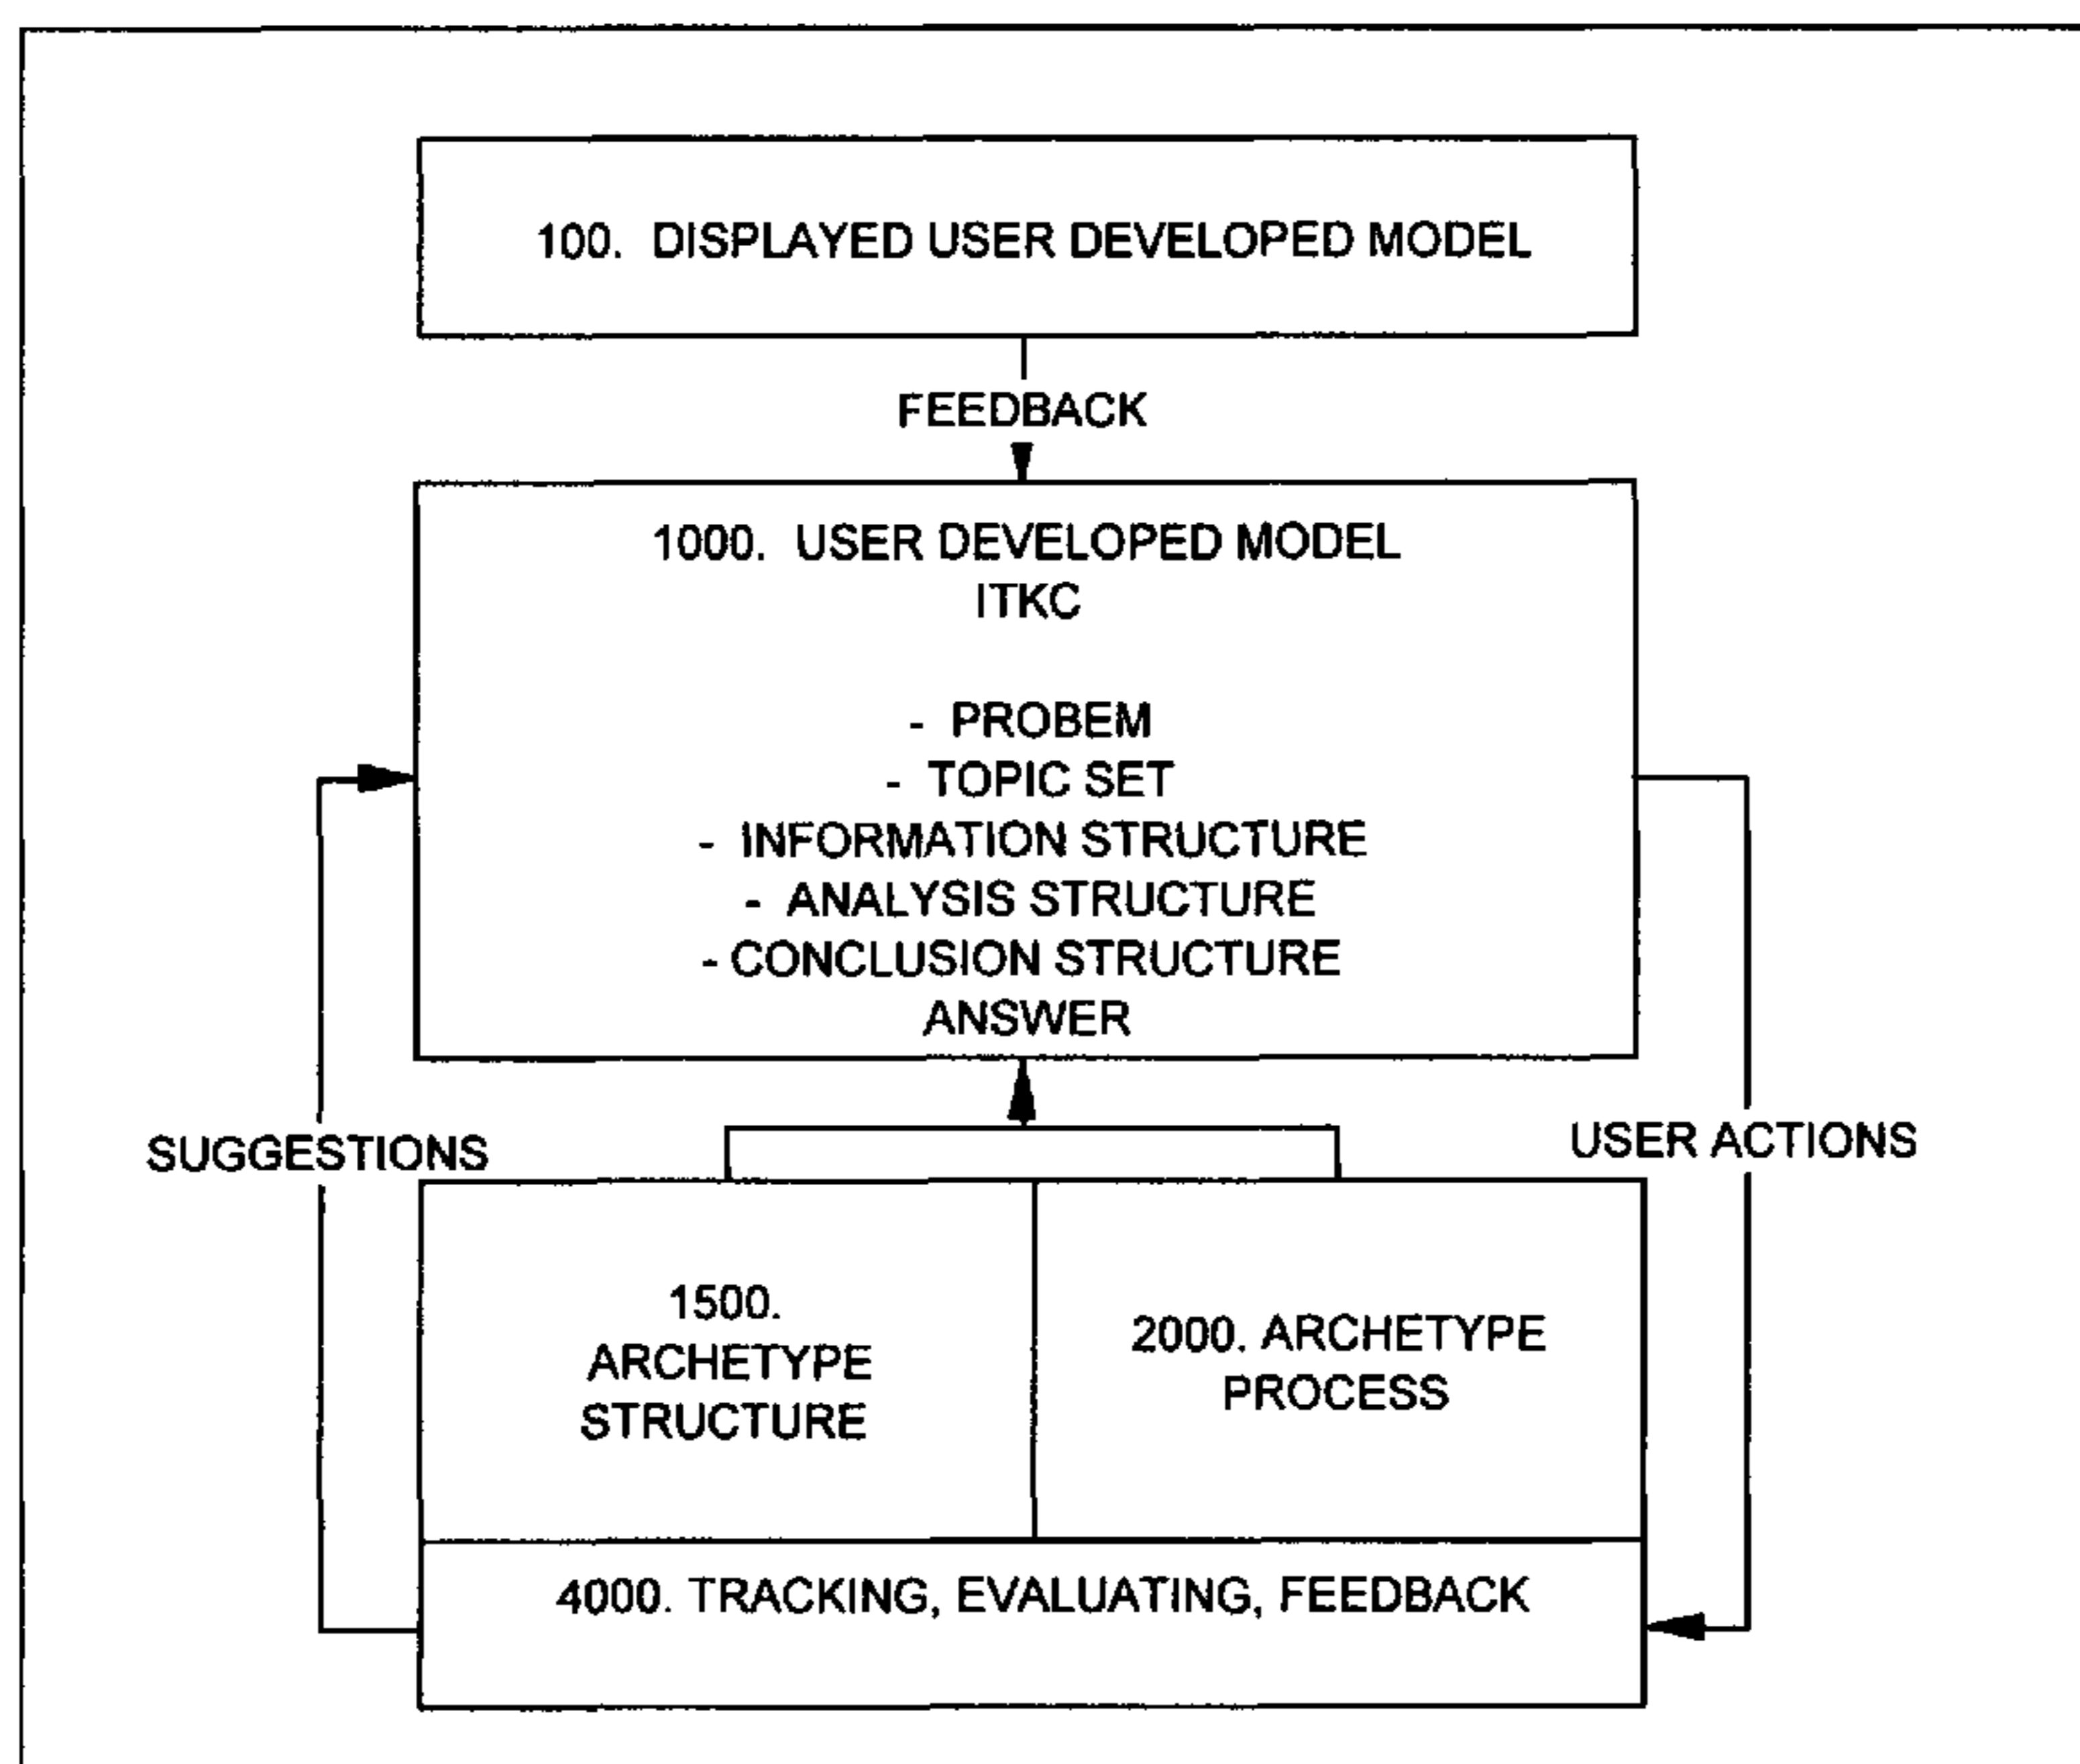 100. DISPLAYED USER DEVELOPED MODEL
FEEDBACK
1000. USER DEVELOPED MODEL
ITKC
- PROBEM
- TOPIC SET
- INFORMATION STRUCTURE
- ANALYSIS STRUCTURE
- CONCLUSION STRUCTURE
ANSWER
SUGGESTIONS
USER ACTIONS
1500.
ARCHETYPE
STRUCTURE
2000. ARCHETYPE
PROCESS
4000. TRACKING, EVALUATING, FEEDBACK